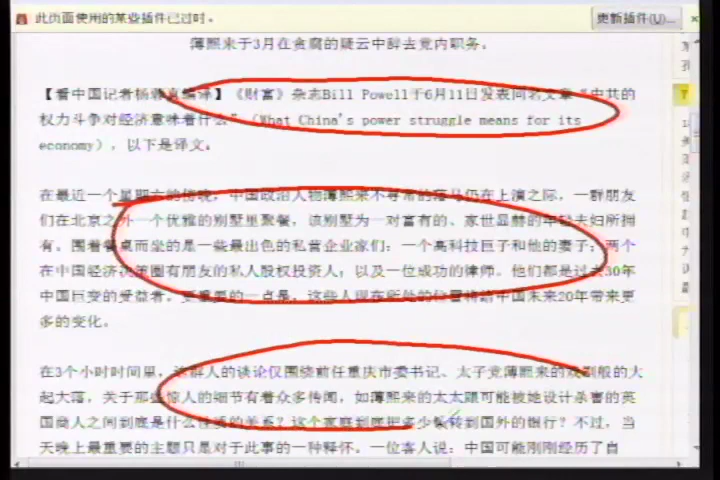 此页面使用的某些插件已过时。
更新插件(U)...
薄熙来于3月在贪腐的疑云中辞去党内职务。
【看中国记者杨 编译】《财富》杂志Bill Powell于6月11日发表同名文章“中共的
权力斗争对经济意味着什么”（What China's power struggle means for its
economy），以下是译文。
在最近一个星期六的傍晚，中国政治人物薄熙来不寻常的落马仍在上演之际，一群朋友
们在北京之外一个优雅的别墅里聚餐，该别墅为一对富有的、家世显赫的年轻夫妇所拥
有。围着餐桌而坐的是一些最出色的私营企业家们：一个高科技巨子和他的妻子；两个
在中国经济决策圈有朋友的私人股权投资人；以及一位成功的律师。他们都是过去30年
中国巨变的受益者。更重要的一点是，这些人现在所处的位置将给中国未来20年带来更
多的变化。
在3个小时时间里，这群人的谈论仅围绕前任重庆市委书记、太子党薄熙来的戏剧般的大
起大落，关于那些惊人的细节有着众多传闻，如薄熙来的太太跟可能被她设计杀害的英
国商人之间到底是什么性质的关系？这个家庭到底把多少钱转到国外的银行？不过，当
天晚上最重要的主题只是对于此事的一种释怀。一位客人说：中国可能刚刚经历了自